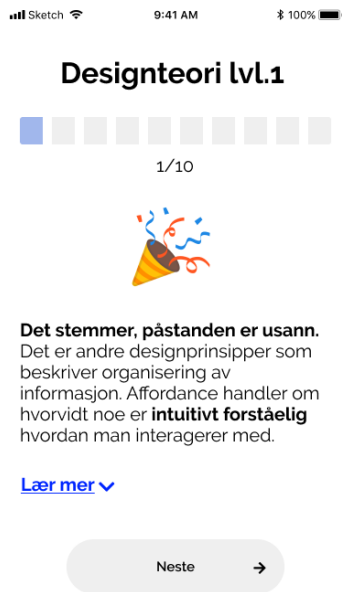 Sketch 9:41 AM 100%
Designteori lvl.1
1/10
Det stemmer, påstanden er usann.
Det er andre designprinsipper som
beskriver organisering av
informasjon. Affordance handler om
hvorvidt noe er intuitivt forståelig
hvordan man interagerer med.
Lær mer
Neste